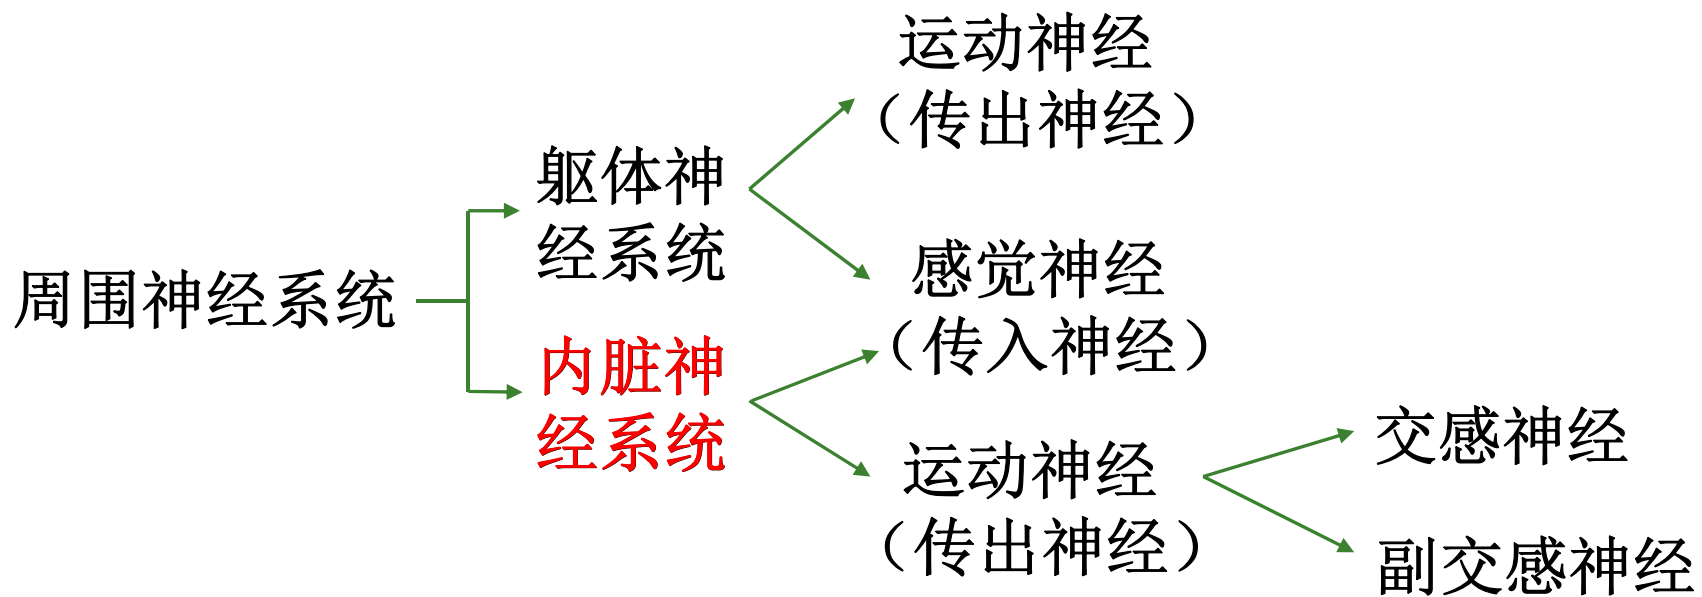 周围神经系统
躯体神
经系统
内脏神
经系统
运动神经
（传出神经）
感觉神经
（传入神经）
运动神经
（传出神经）
交感神经
副交感神经